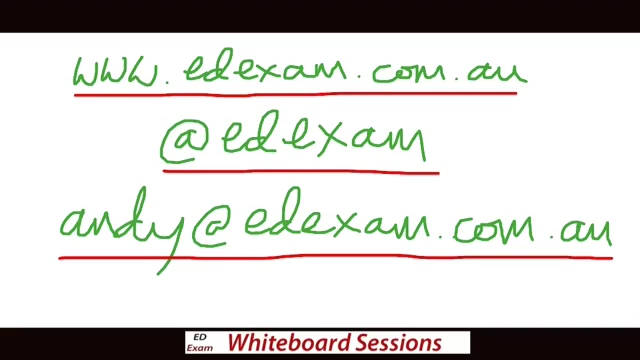 www.edexam.com.au
@edexam
andy@edexam.com.au
ED
Exam
Whiteboard Sessions